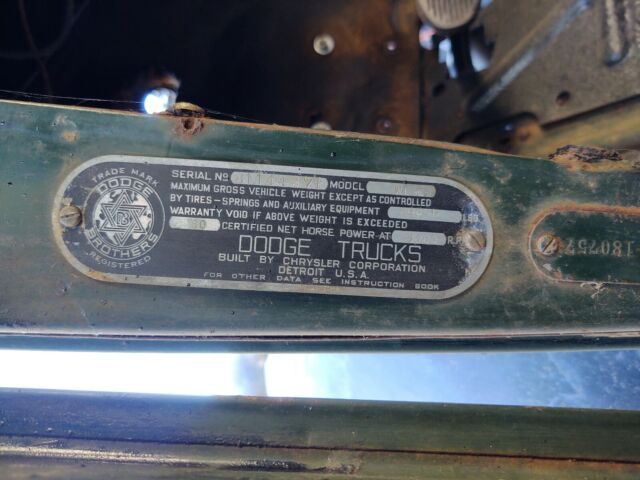 TRADE MARK
DODGE
BROTHERS
REGISTERED
SERIAL Nº MODEL
MAXIMUM GROSS VEHICLE WEIGHT EXCEPT AS CONTROLLED
BY TIRES - SPRINGS AND AUXILIARY EQUIPMENT LBS.
WARRANTY VOID IF ABOVE WEIGHT IS EXCEEDED
CERTIFIED NET HORSE POWER AT R.P.M.
DODGE TRUCKS
BUILT BY CHRYSLER CORPORATION
DETROIT U.S.A.
FOR OTHER DATA SEE INSTRUCTION BOOK